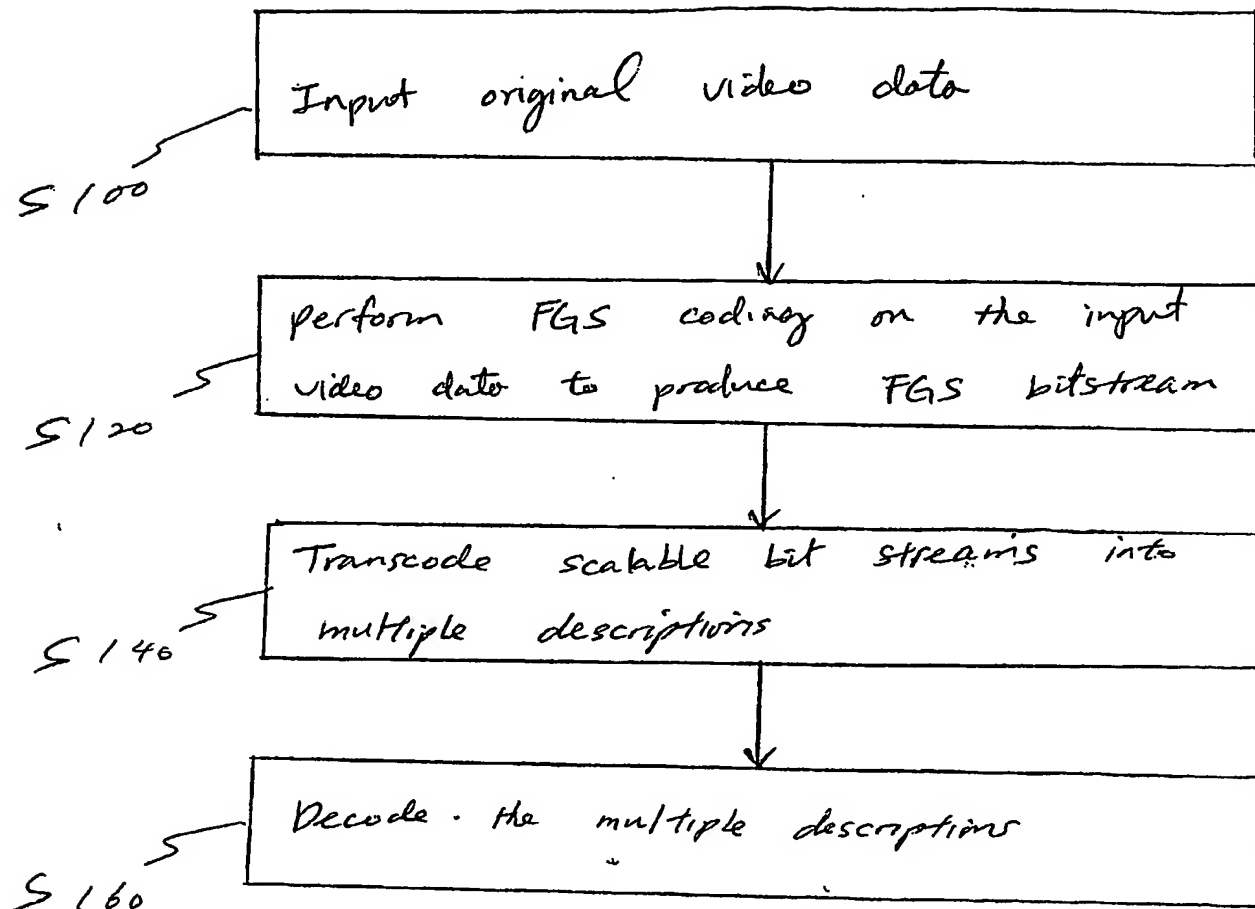 Input original video data
S100
perform FGS coding on the input
video data to produce FGS bitstream
S120
Transcode scalable bit streams into
multiple descriptions
S140
Decode the multiple descriptions
S160